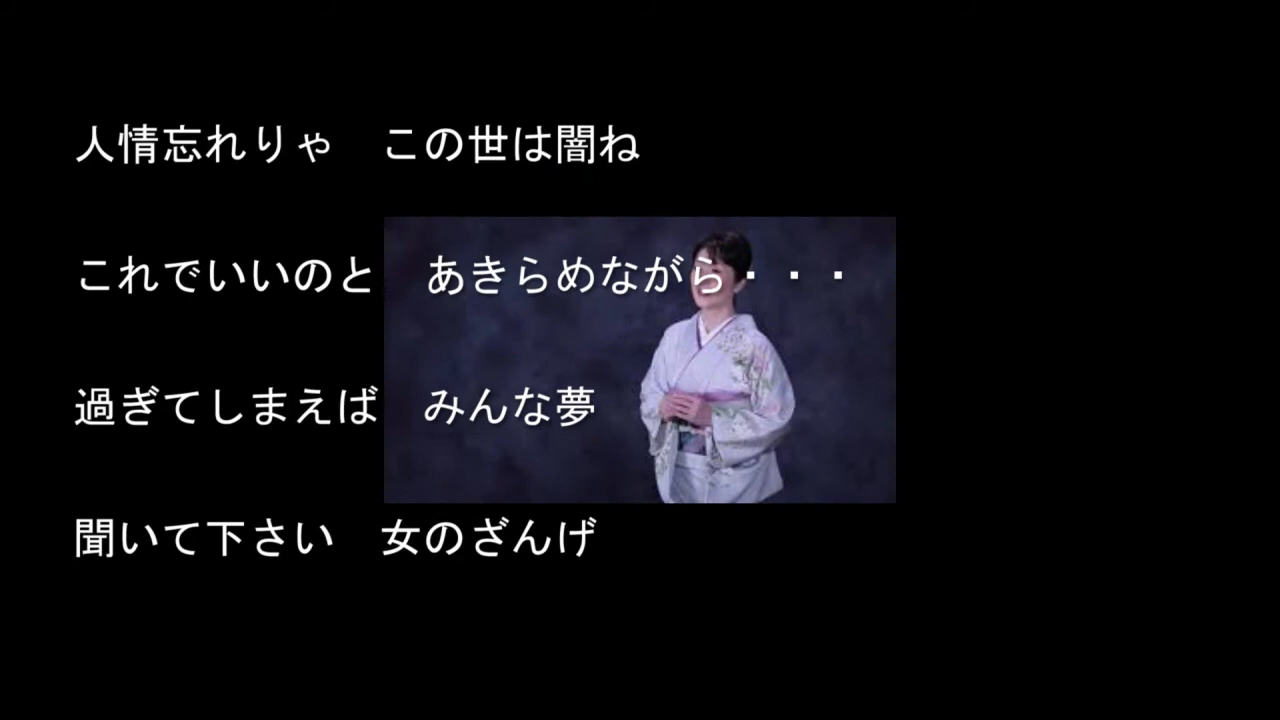 人情忘れりゃ　この世は闇ね
これでいいのと　あきらめながら・・・
過ぎてしまえば　みんな夢
聞いて下さい　女のざんげ